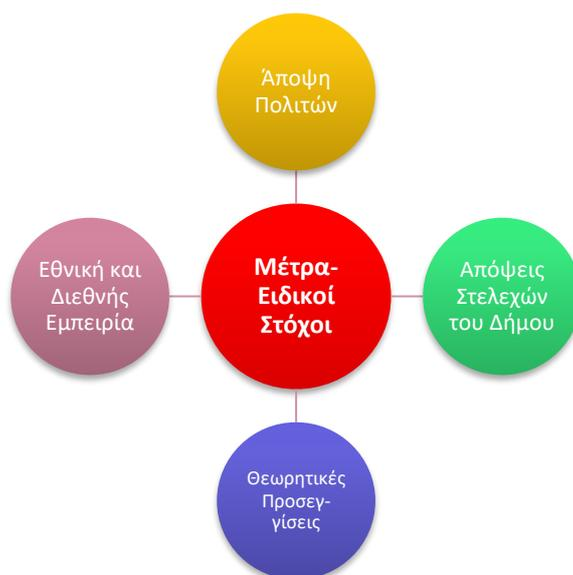 Άποψη
Πολιτών
Εθνική και
Διεθνής
Εμπειρία
Μέτρα-
Ειδικοί
Στόχοι
Απόψεις
Στελεχών
του Δήμου
Θεωρητικές
Προσεγ-
γίσεις